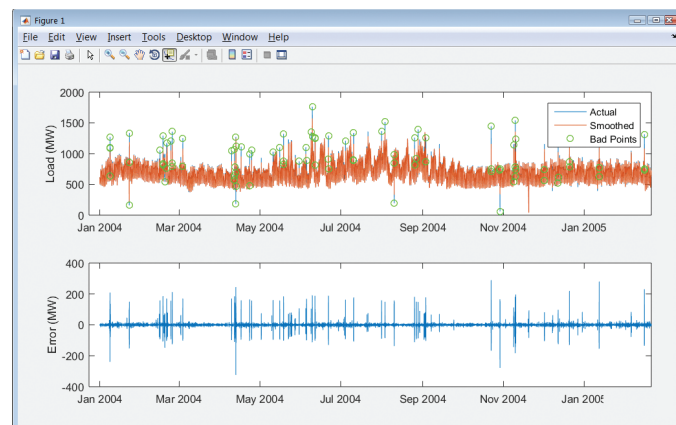 Figure 1
File Edit View Insert Tools Desktop Window Help
2000
1500
1000
500
0
Load (MW)
Actual
Smoothed
Bad Points
Jan 2004 Mar 2004 May 2004 Jul 2004 Sep 2004 Nov 2004 Jan 2005
400
200
0
-200
-400
Error (MW)
Jan 2004 Mar 2004 May 2004 Jul 2004 Sep 2004 Nov 2004 Jan 2005